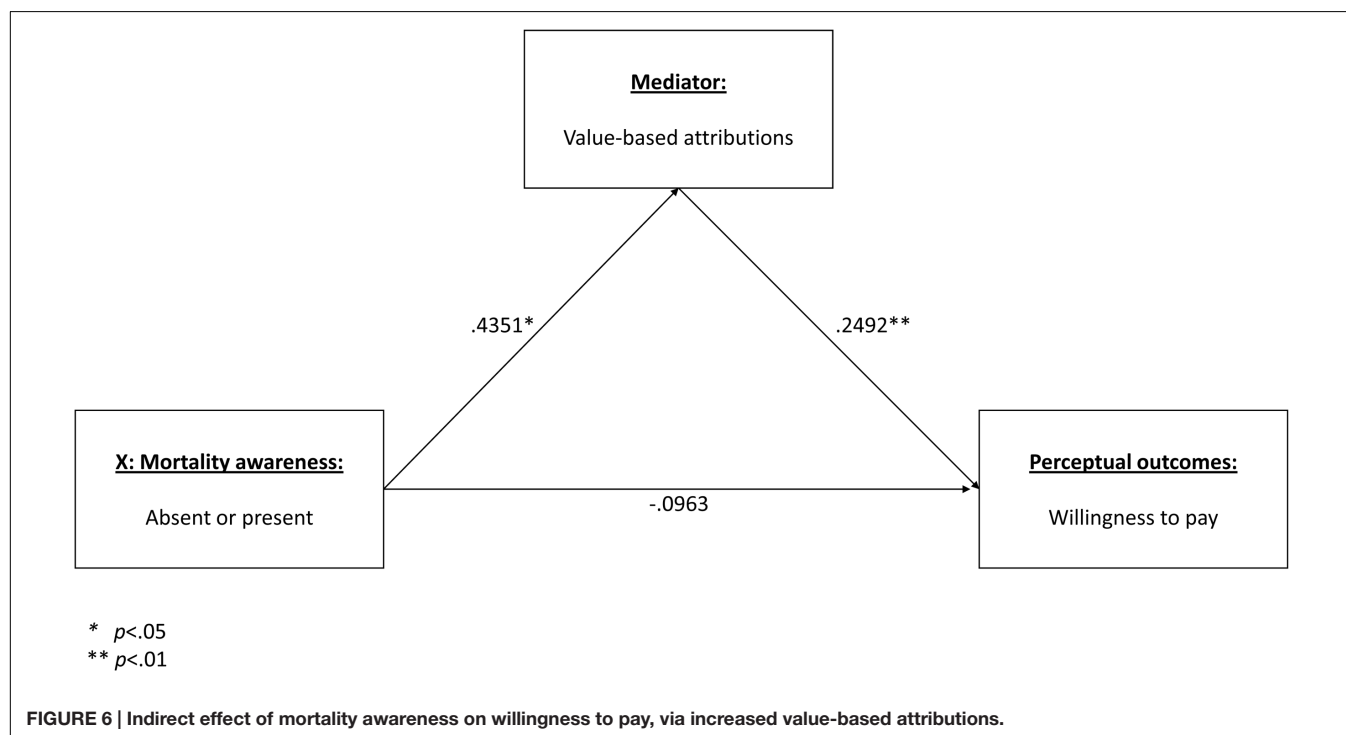 Mediator:
Value-based attributions
.4351*
.2492**
X: Mortality awareness:
Absent or present
-.0963
Perceptual outcomes:
Willingness to pay
* p<.05
** p<.01
FIGURE 6 | Indirect effect of mortality awareness on willingness to pay, via increased value-based attributions.